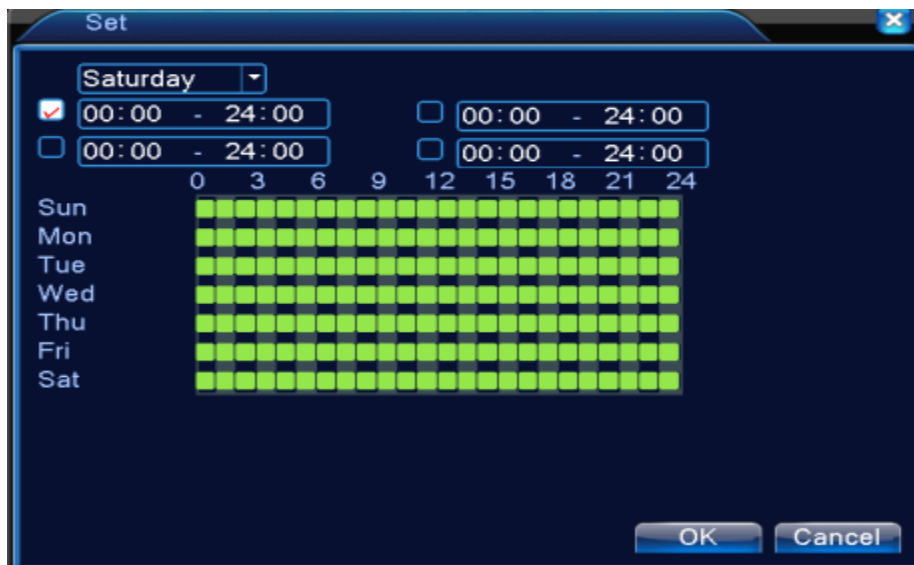 Set
Saturday
00:00 - 24:00 00:00 - 24:00
00:00 - 24:00 00:00 - 24:00
0 3 6 9 12 15 18 21 24
Sun
Mon
Tue
Wed
Thu
Fri
Sat
OK Cancel